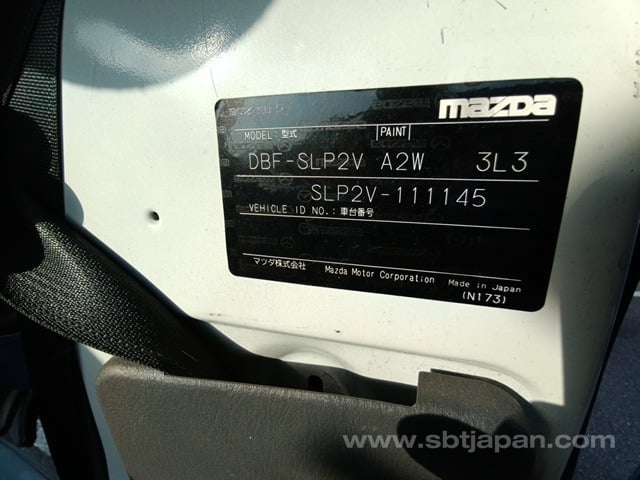 mazda
MODEL: 型式 PAINT
DBF-SLP2V A2W 3L3
SLP2V-111145
VEHICLE ID NO.: 車台番号
マツダ株式会社 Mazda Motor Corporation Made in Japan
(N173)
www.sbtjapan.com